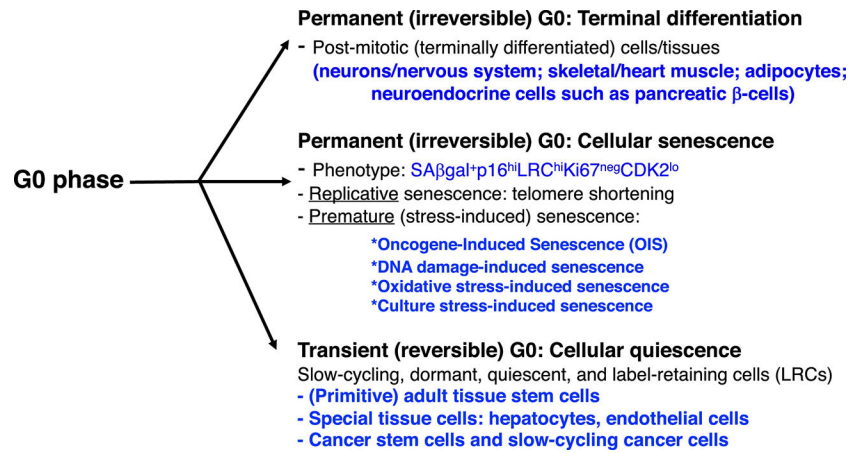 Permanent (irreversible) G0: Terminal differentiation
- Post-mitotic (terminally differentiated) cells/tissues
(neurons/nervous system; skeletal/heart muscle; adipocytes;
neuroendocrine cells such as pancreatic β-cells)
Permanent (irreversible) G0: Cellular senescence
- Phenotype: SAβgal⁺p16ʰⁱLRCʰⁱKi67ⁿᵉᵍCDK2ˡᵒ
G0 phase
- Replicative senescence: telomere shortening
- Premature (stress-induced) senescence:
*Oncogene-Induced Senescence (OIS)
*DNA damage-induced senescence
*Oxidative stress-induced senescence
*Culture stress-induced senescence
Transient (reversible) G0: Cellular quiescence
Slow-cycling, dormant, quiescent, and label-retaining cells (LRCs)
- (Primitive) adult tissue stem cells
- Special tissue cells: hepatocytes, endothelial cells
- Cancer stem cells and slow-cycling cancer cells